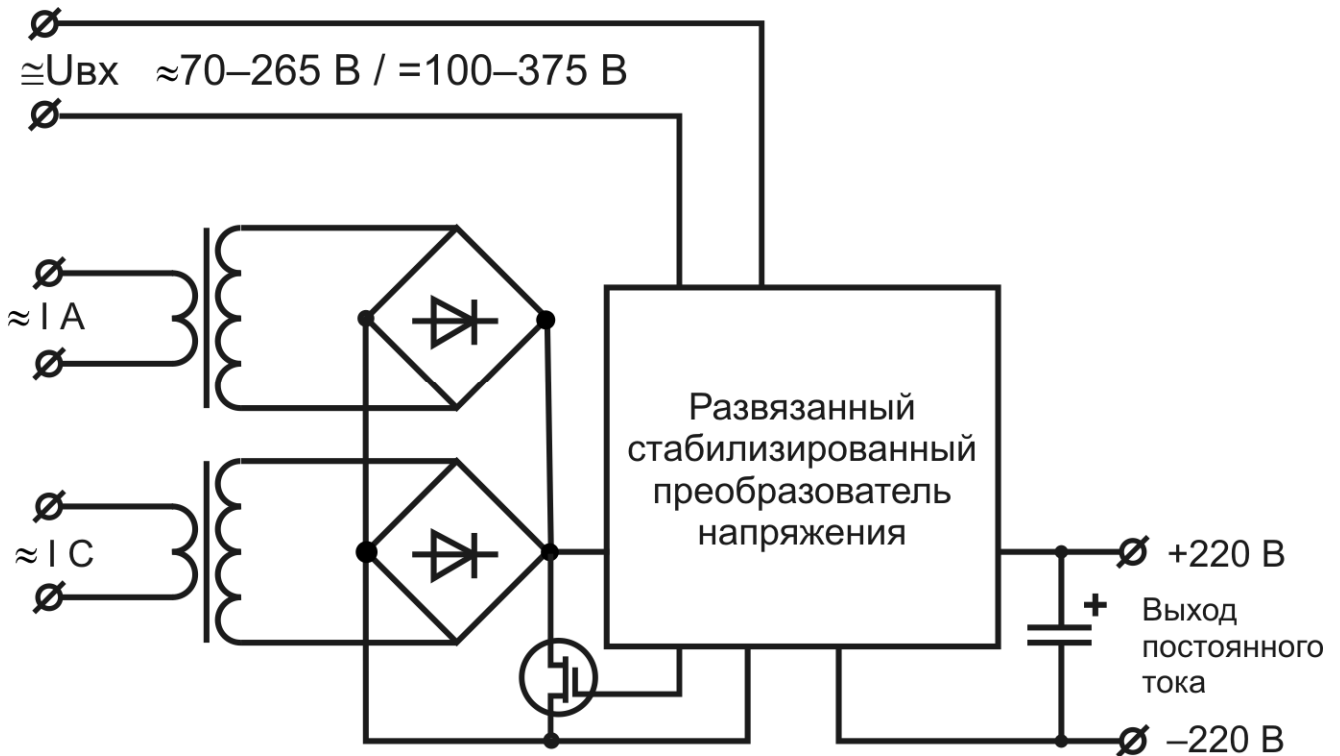 ≅Uвх ≈70–265 В / =100–375 В
≈ I А
≈ I С
Развязанный
стабилизированный
преобразователь
напряжения
+220 В
+
Выход
постоянного
тока
–220 В